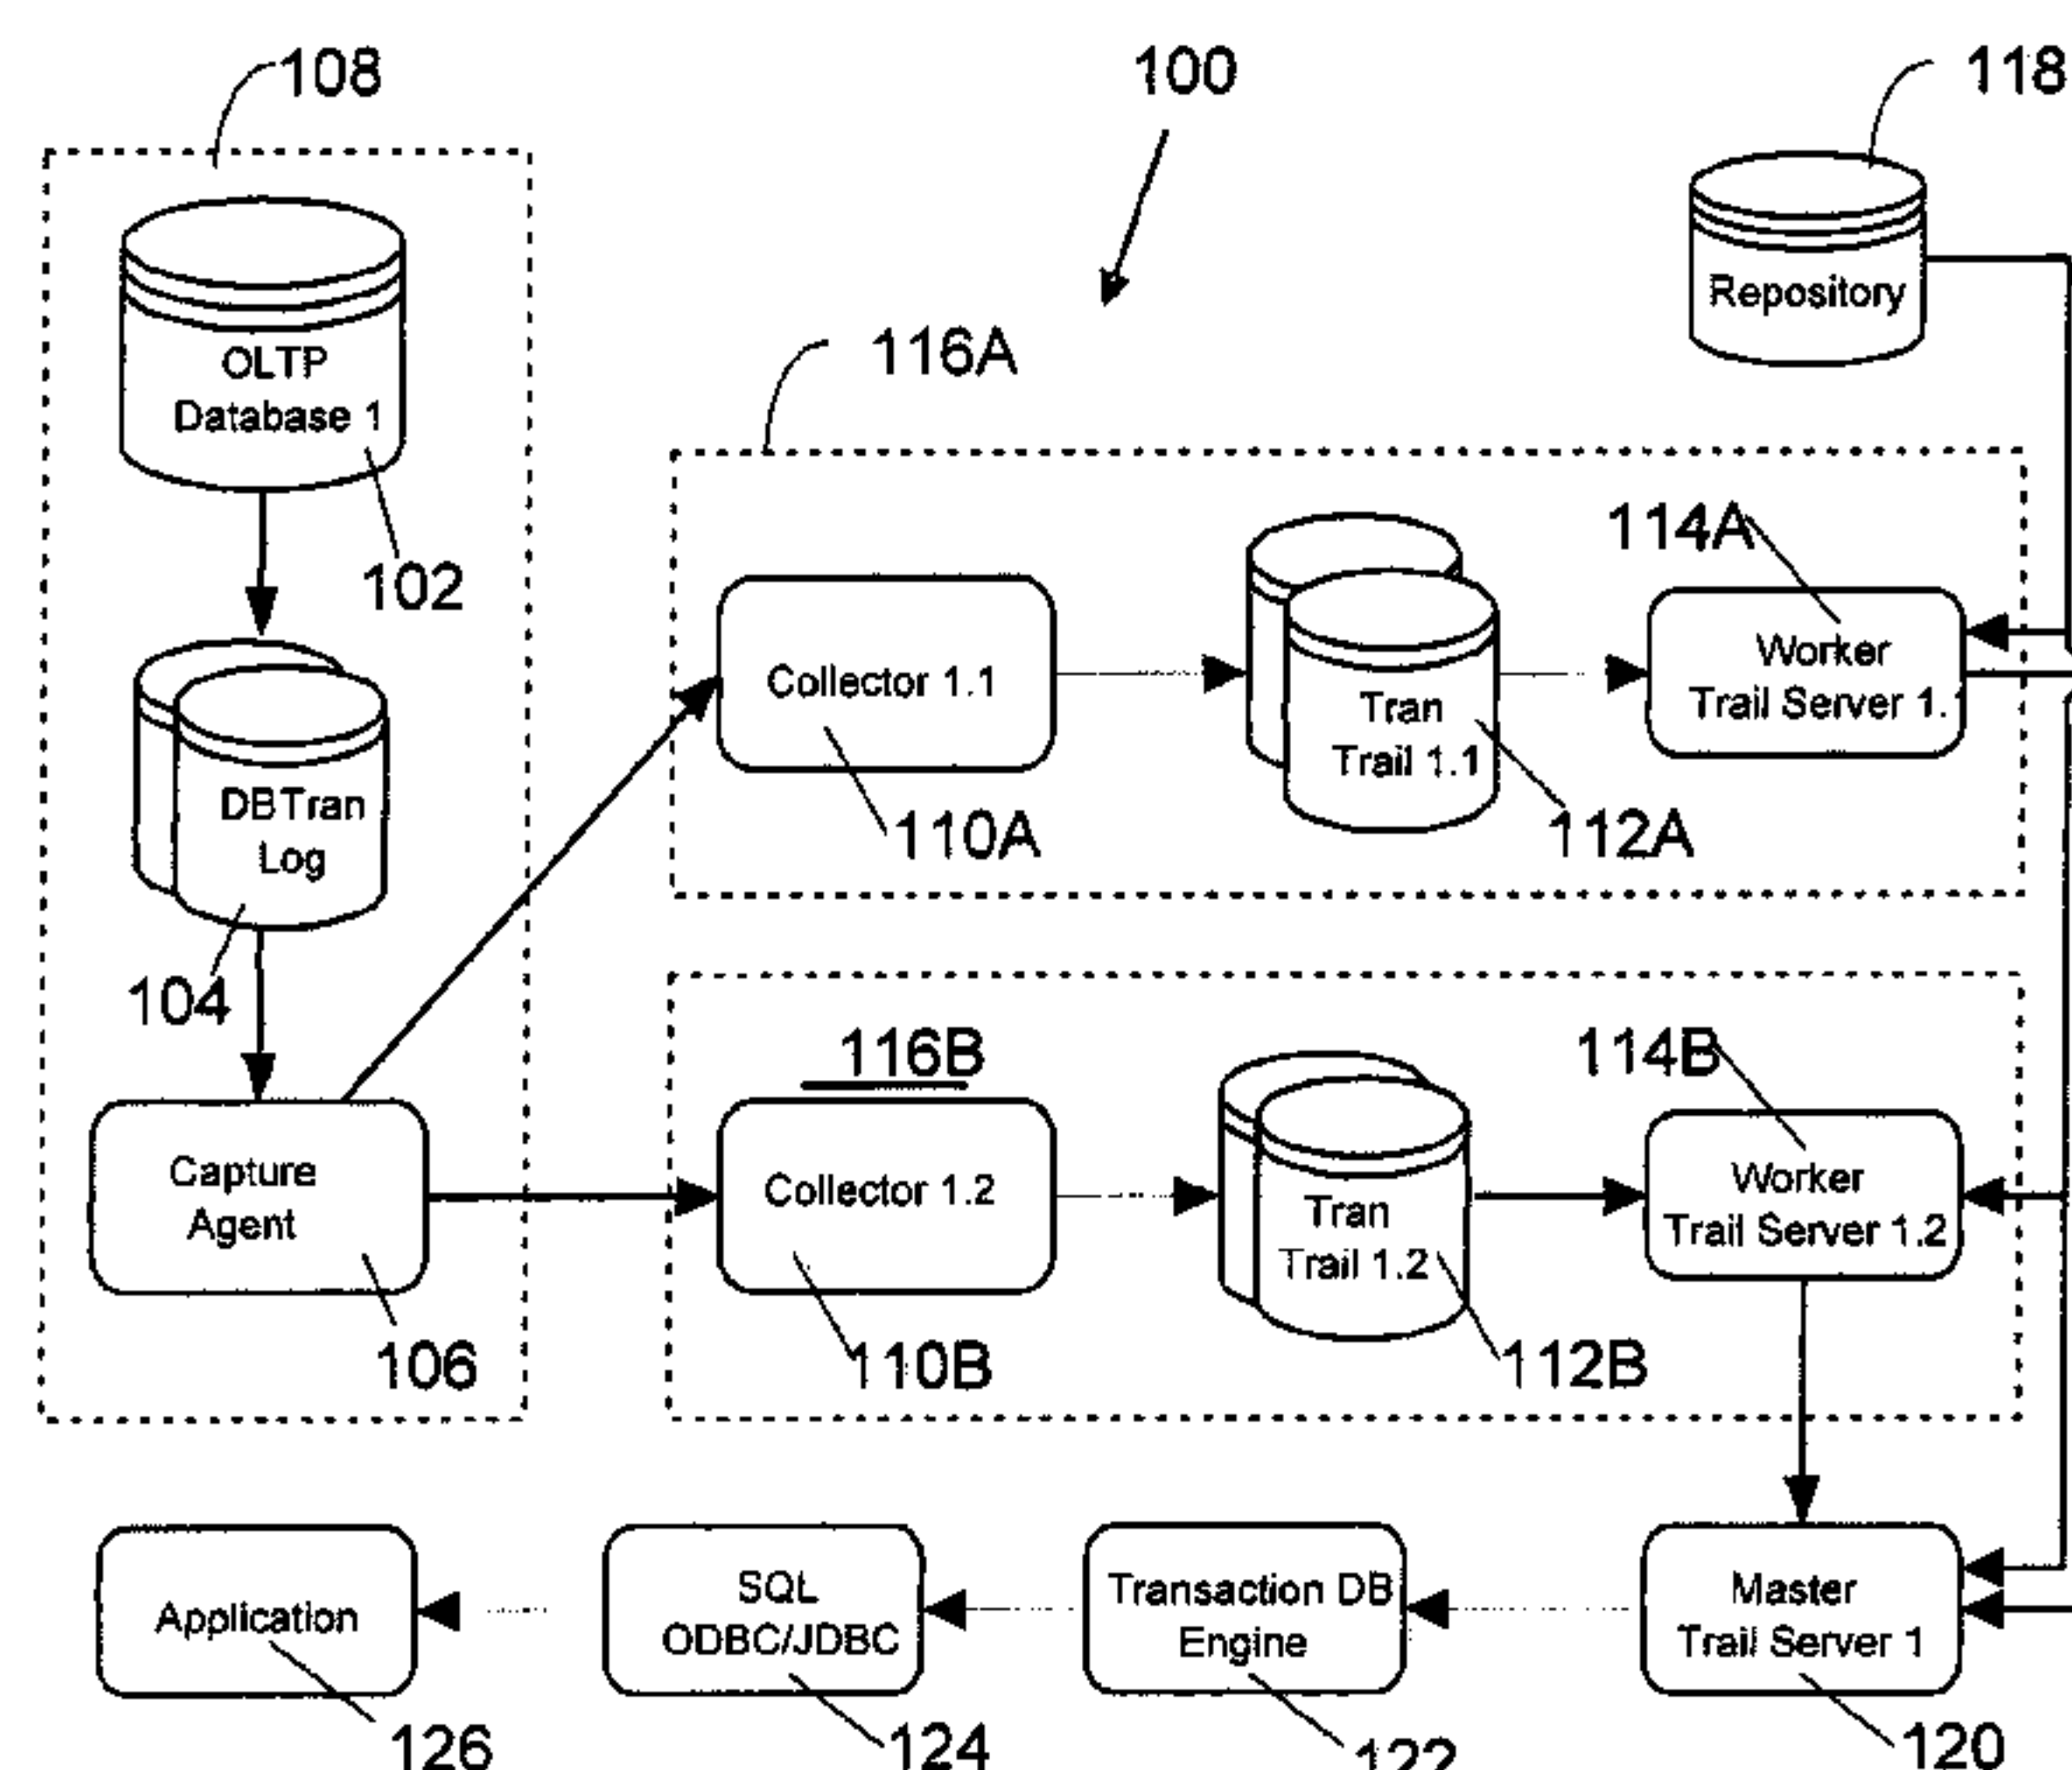 108
100
118
OLTP
Database 1
102
Repository
116A
114A
Collector 1.1
110A
Tran
Trail 1.1
112A
Worker
Trail Server 1.1
DBTran
Log
104
116B
114B
Capture
Agent
106
Collector 1.2
110B
Tran
Trail 1.2
112B
Worker
Trail Server 1.2
Application
126
SQL
ODBC/JDBC
124
Transaction DB
Engine
122
Master
Trail Server 1
120